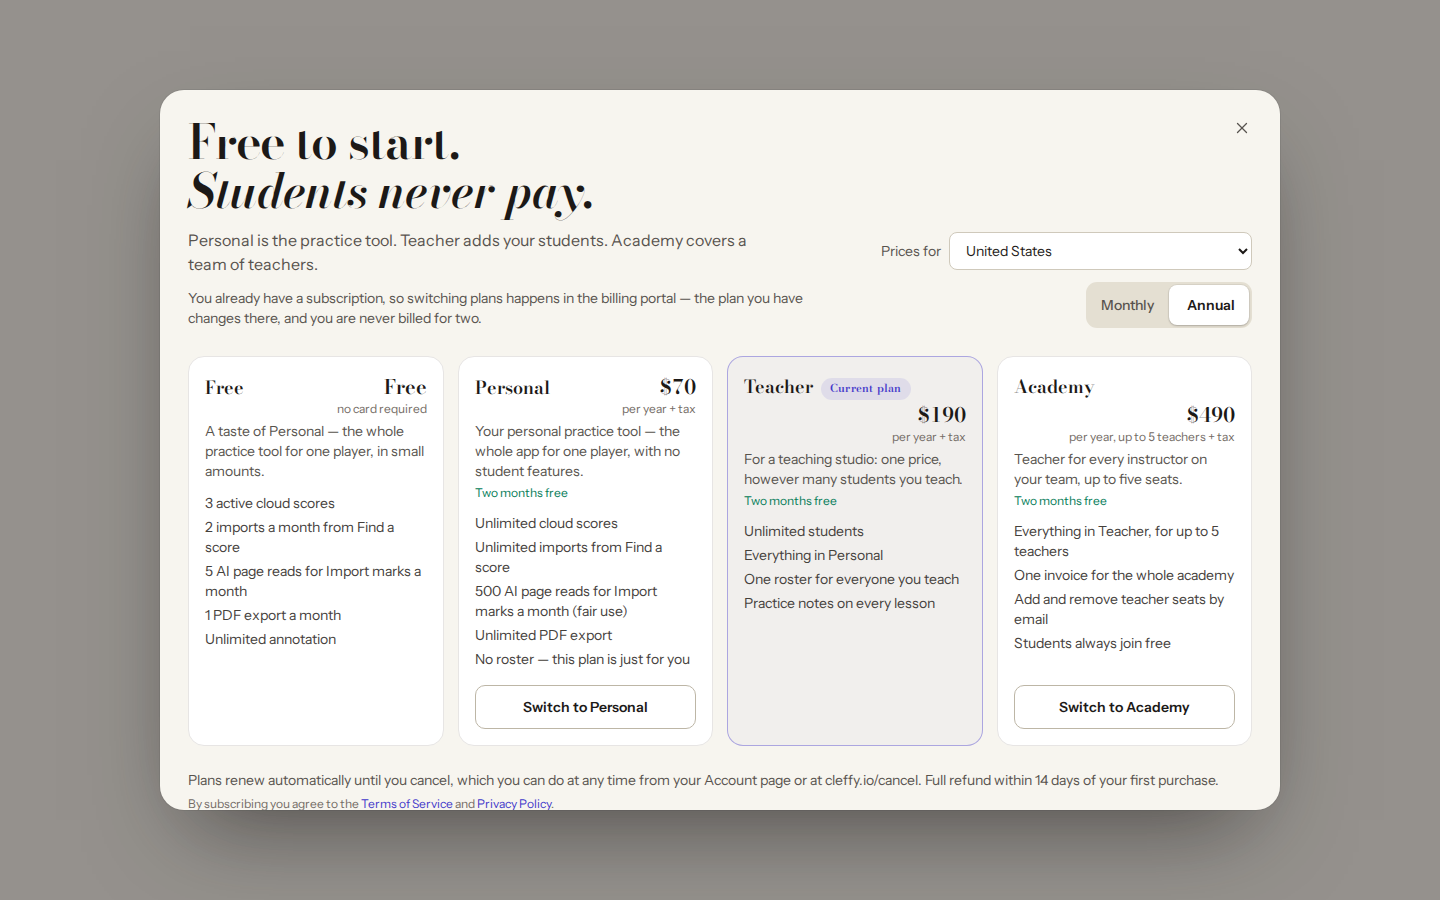 Free to start.
Students never pay.
Personal is the practice tool. Teacher adds your students. Academy covers a
team of teachers.
Prices for
United States
You already have a subscription, so switching plans happens in the billing portal — the plan you have
changes there, and you are never billed for two.
Monthly
Annual
Free
Free
no card required
A taste of Personal — the whole
practice tool for one player, in small
amounts.
3 active cloud scores
2 imports a month from Find a
score
5 AI page reads for Import marks a
month
1 PDF export a month
Unlimited annotation
Personal
$70
per year + tax
Your personal practice tool — the
whole app for one player, with no
student features.
Two months free
Unlimited cloud scores
Unlimited imports from Find a
score
500 AI page reads for Import
marks a month (fair use)
Unlimited PDF export
No roster — this plan is just for you
Switch to Personal
Teacher
Current plan
$190
per year + tax
For a teaching studio: one price,
however many students you teach.
Two months free
Unlimited students
Everything in Personal
One roster for everyone you teach
Practice notes on every lesson
Academy
$490
per year, up to 5 teachers + tax
Teacher for every instructor on
your team, up to five seats.
Two months free
Everything in Teacher, for up to 5
teachers
One invoice for the whole academy
Add and remove teacher seats by
email
Students always join free
Switch to Academy
Plans renew automatically until you cancel, which you can do at any time from your Account page or at cleffy.io/cancel. Full refund within 14 days of your first purchase.
By subscribing you agree to the Terms of Service and Privacy Policy.